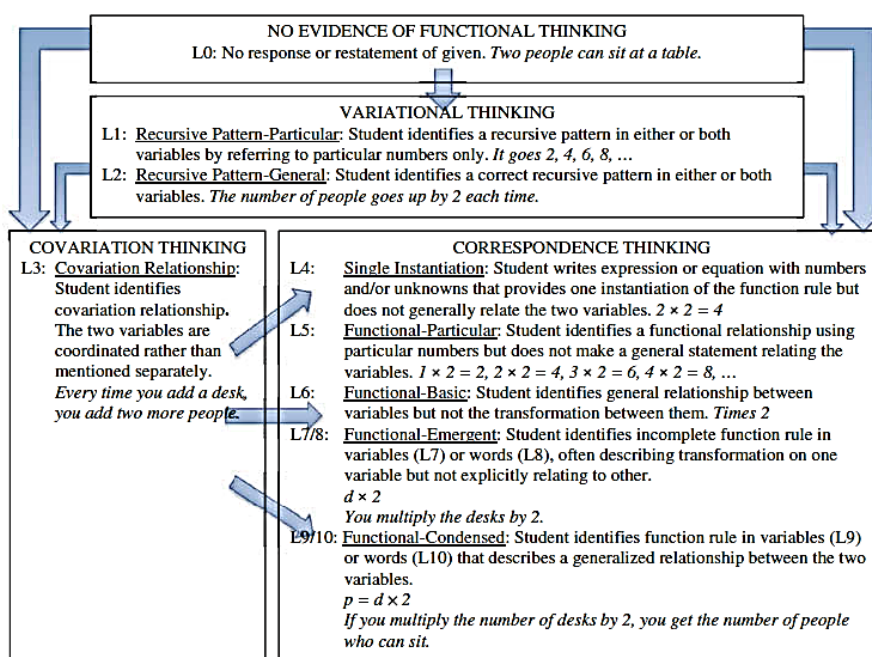 NO EVIDENCE OF FUNCTIONAL THINKING
L0: No response or restatement of given. Two people can sit at a table.
VARIATIONAL THINKING
L1: Recursive Pattern-Particular: Student identifies a recursive pattern in either or both
variables by referring to particular numbers only. It goes 2, 4, 6, 8, …
L2: Recursive Pattern-General: Student identifies a correct recursive pattern in either or both
variables. The number of people goes up by 2 each time.
COVARIATION THINKING
L3: Covariation Relationship:
Student identifies
covariation relationship.
The two variables are
coordinated rather than
mentioned separately.
Every time you add a desk,
you add two more people.
CORRESPONDENCE THINKING
L4: Single Instantiation: Student writes expression or equation with numbers
and/or unknowns that provides one instantiation of the function rule but
does not generally relate the two variables. 2 × 2 = 4
L5: Functional-Particular: Student identifies a functional relationship using
particular numbers but does not make a general statement relating the
variables. 1 × 2 = 2, 2 × 2 = 4, 3 × 2 = 6, 4 × 2 = 8, …
L6: Functional-Basic: Student identifies general relationship between
variables but not the transformation between them. Times 2
L7/8: Functional-Emergent: Student identifies incomplete function rule in
variables (L7) or words (L8), often describing transformation on one
variable but not explicitly relating to other.
d × 2
You multiply the desks by 2.
L9/10: Functional-Condensed: Student identifies function rule in variables (L9)
or words (L10) that describes a generalized relationship between the two
variables.
p = d × 2
If you multiply the number of desks by 2, you get the number of people
who can sit.